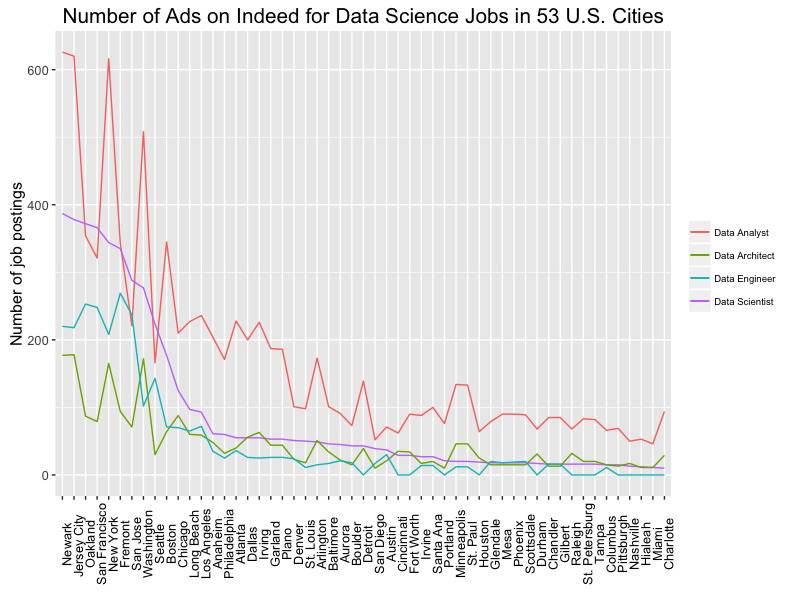 Number of Ads on Indeed for Data Science Jobs in 53 U.S. Cities
Number of job postings
600
400
200
0
Newark
Jersey City
Oakland
San Francisco
New York
Fremont
San Jose
Washington
Seattle
Boston
Chicago
Long Beach
Los Angeles
Anaheim
Philadelphia
Atlanta
Dallas
Irving
Garland
Plano
Denver
St. Louis
Arlington
Baltimore
Aurora
Boulder
Detroit
San Diego
Austin
Cincinnati
Fort Worth
Irvine
Santa Ana
Portland
Minneapolis
St. Paul
Houston
Glendale
Mesa
Phoenix
Scottsdale
Durham
Chandler
Gilbert
Raleigh
St. Petersburg
Tampa
Columbus
Pittsburgh
Nashville
Hialeah
Miami
Charlotte
Data Analyst
Data Architect
Data Engineer
Data Scientist